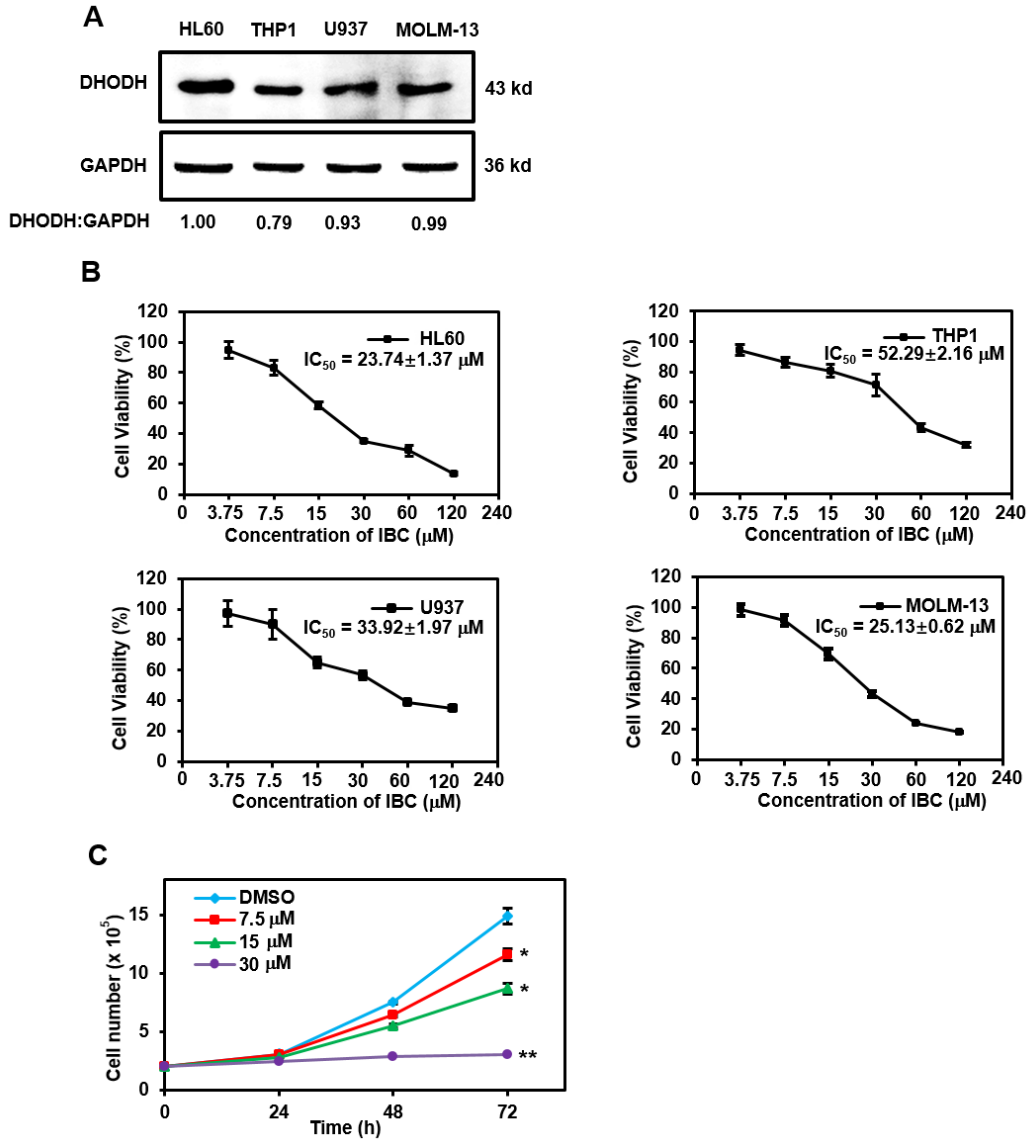 A
HL60 THP1 U937 MOLM-13
DHODH 43 kd
GAPDH 36 kd
DHODH:GAPDH 1.00 0.79 0.93 0.99
B
Cell Viability (%)
120
100
80
60
40
20
0
HL60
IC50 = 23.74±1.37 μM
0 3.75 7.5 15 30 60 120 240
Concentration of IBC (μM)
Cell Viability (%)
120
100
80
60
40
20
0
THP1
IC50 = 52.29±2.16 μM
0 3.75 7.5 15 30 60 120 240
Concentration of IBC (μM)
Cell Viability (%)
120
100
80
60
40
20
0
U937
IC50 = 33.92±1.97 μM
0 3.75 7.5 15 30 60 120 240
Concentration of IBC (μM)
Cell Viability (%)
120
100
80
60
40
20
0
MOLM-13
IC50 = 25.13±0.62 μM
0 3.75 7.5 15 30 60 120 240
Concentration of IBC (μM)
C
Cell number (x 10⁵)
15
10
5
0
DMSO
7.5 μM
15 μM
30 μM
*
*
**
0 24 48 72
Time (h)